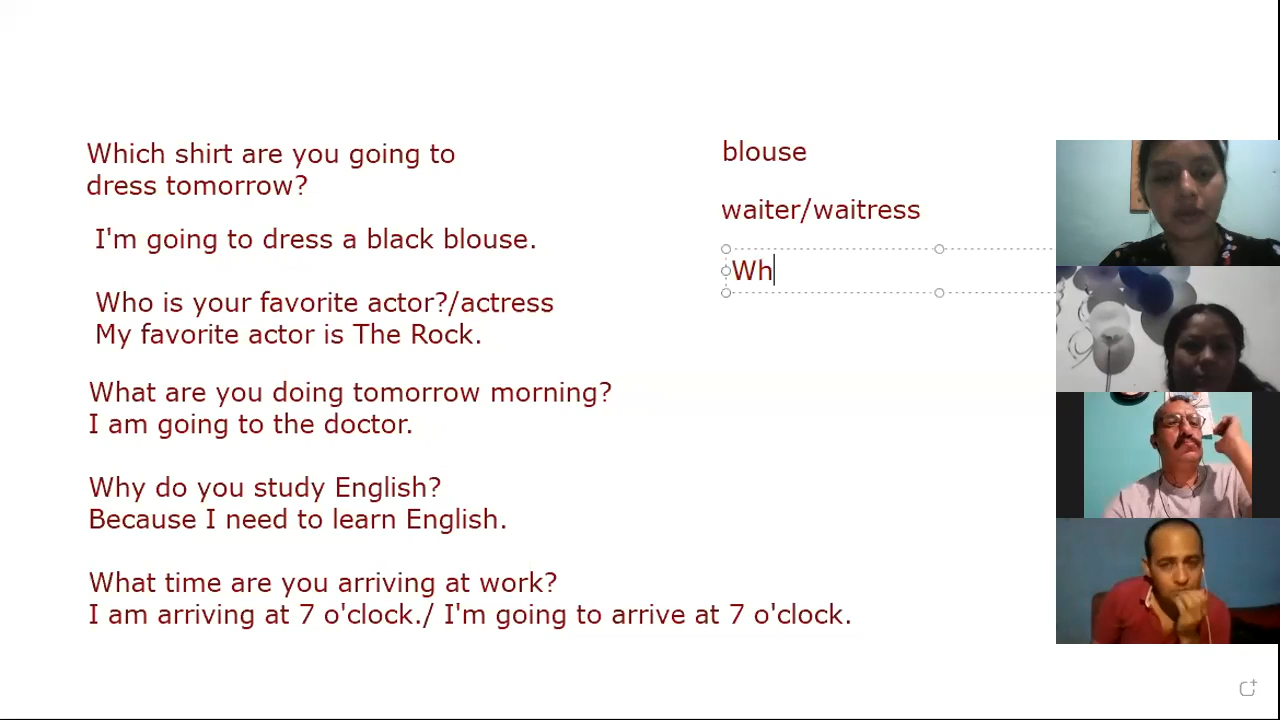 Which shirt are you going to
dress tomorrow?
I'm going to dress a black blouse.
Who is your favorite actor?/actress
My favorite actor is The Rock.
What are you doing tomorrow morning?
I am going to the doctor.
Why do you study English?
Because I need to learn English.
What time are you arriving at work?
I am arriving at 7 o'clock./ I'm going to arrive at 7 o'clock.
blouse
waiter/waitress
Wh